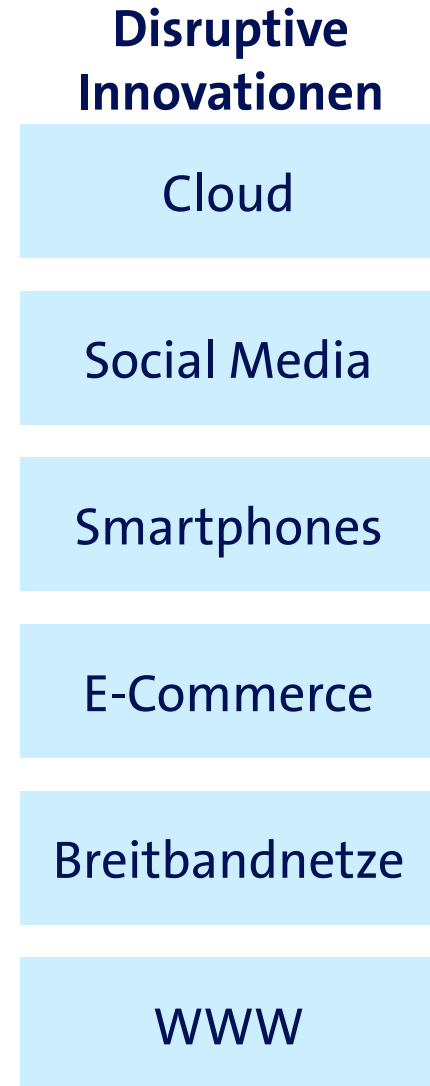 Disruptive
Innovationen
Cloud
Social Media
Smartphones
E-Commerce
Breitbandnetze
WWW